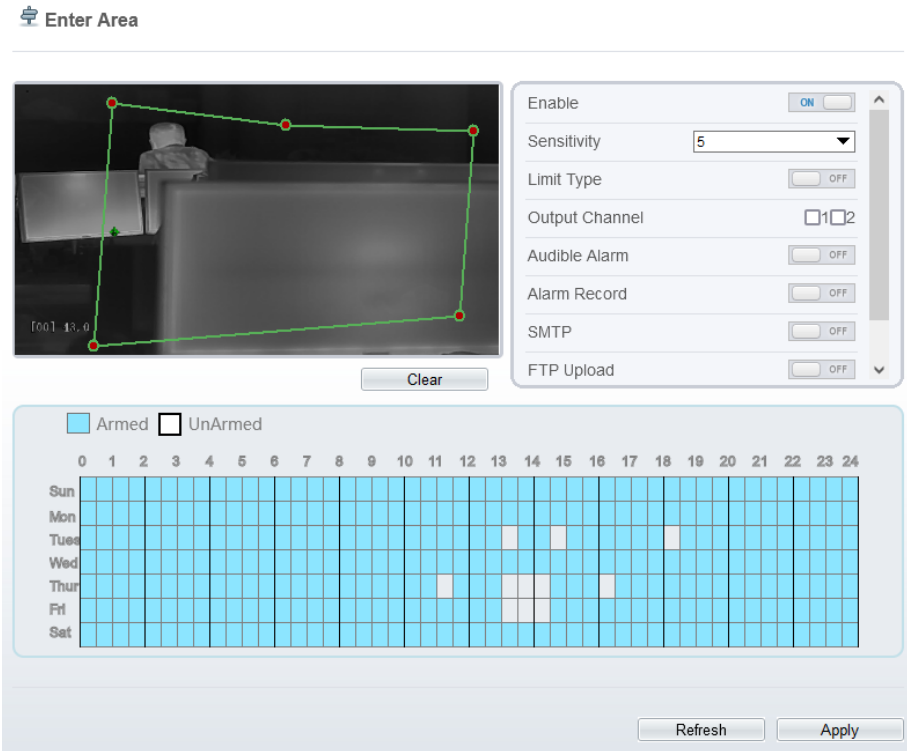 Enter Area
Enable
ON
Sensitivity
5
Limit Type
OFF
Output Channel
1 2
Audible Alarm
OFF
Alarm Record
OFF
SMTP
OFF
FTP Upload
OFF
[00] 13.0
Clear
Armed UnArmed
0 1 2 3 4 5 6 7 8 9 10 11 12 13 14 15 16 17 18 19 20 21 22 23 24
Sun
Mon
Tues
Wed
Thur
Fri
Sat
Refresh Apply